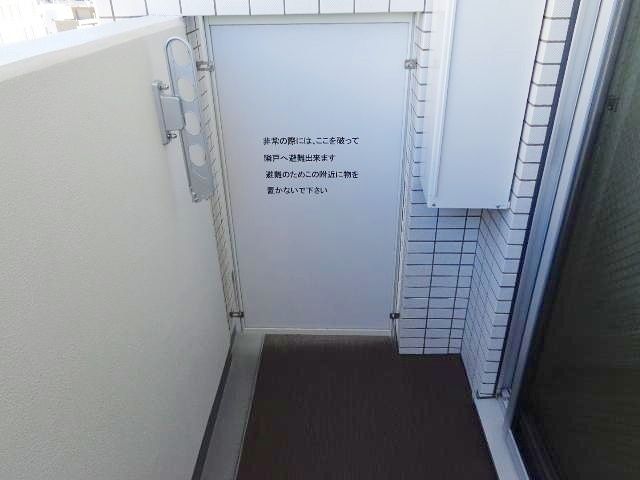 非常の際には、ここを破って
隣戸へ避難出来ます
避難のためこの附近に物を
置かないで下さい